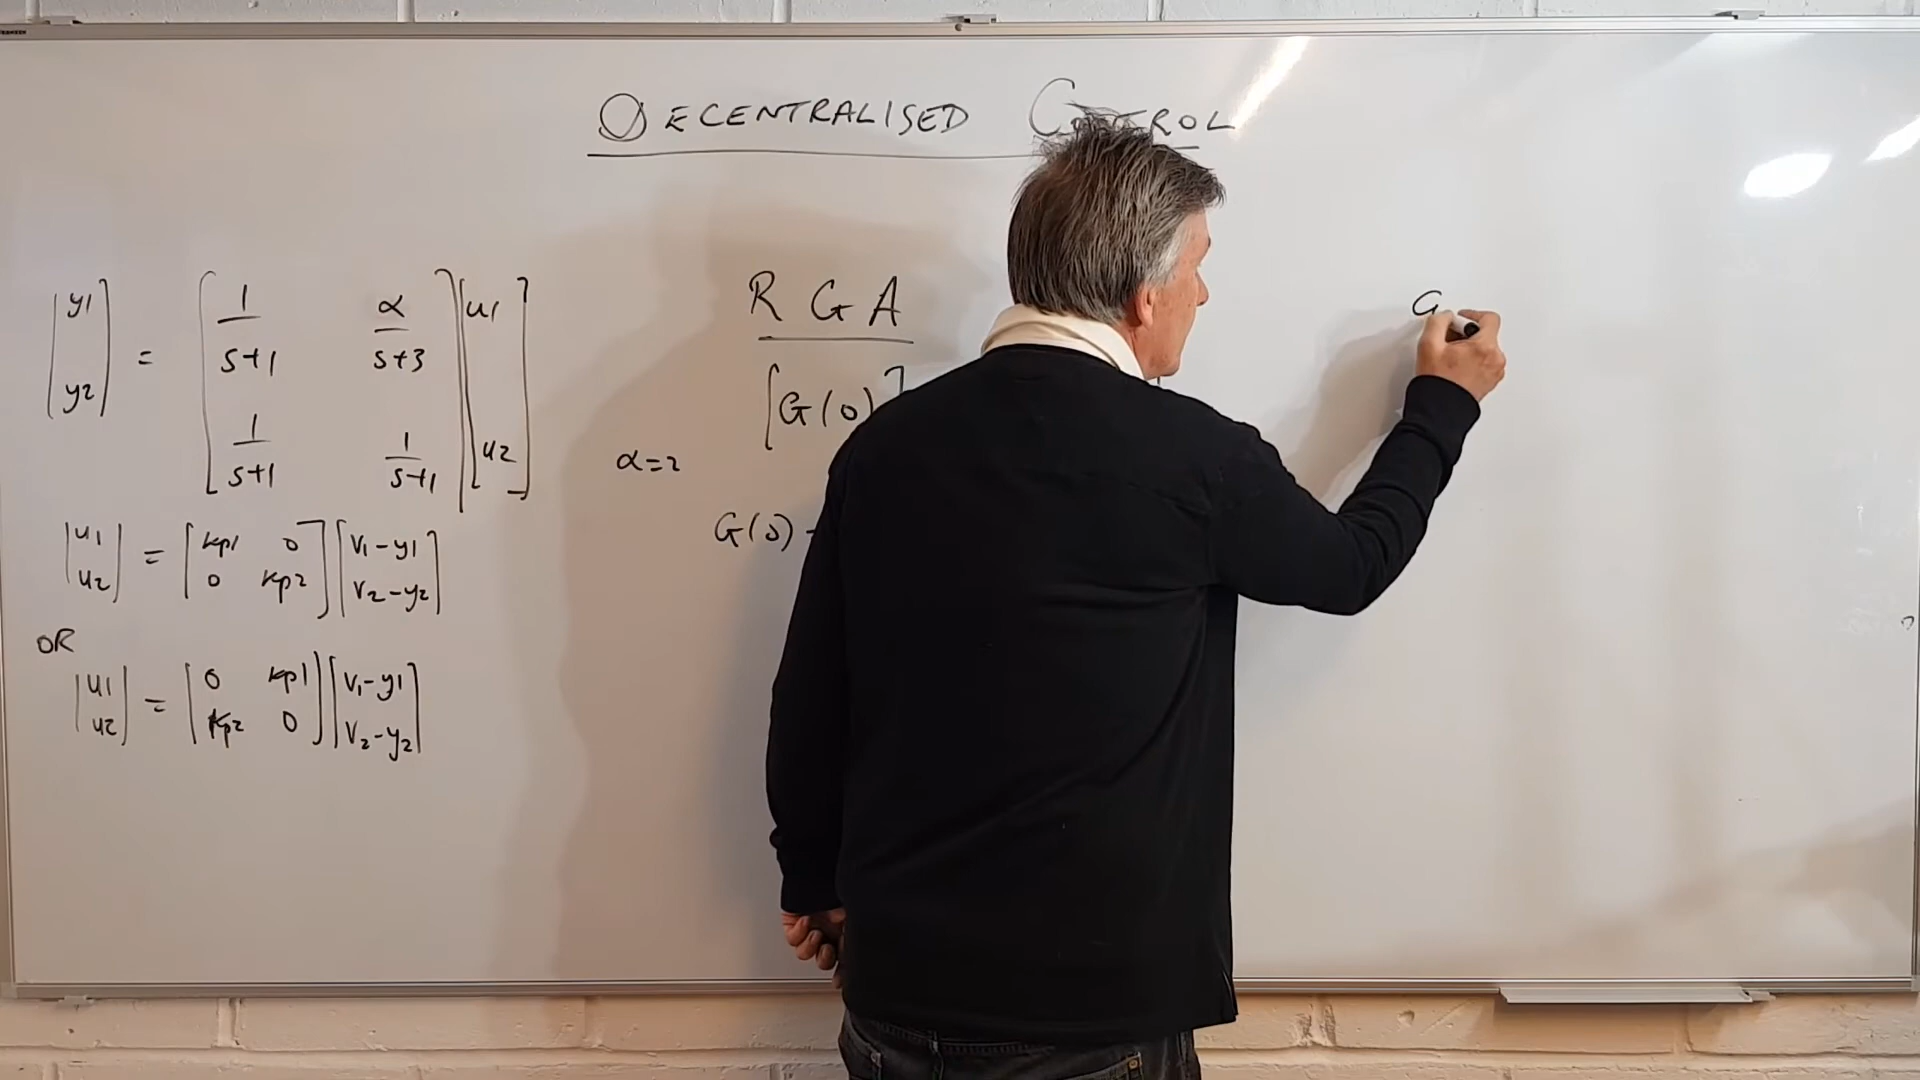 DECENTRALISED CONTROL
[y1 y2] = [1/(s+1) α/(s+3); 1/(s+1) 1/(s+1)] [u1 u2]
[u1 u2] = [kp1 0; 0 kp2] [v1-y1; v2-y2]
OR
[u1 u2] = [0 kp1; kp2 0] [v1-y1; v2-y2]
α=2
RGA
[G(0)]
G(0)
G